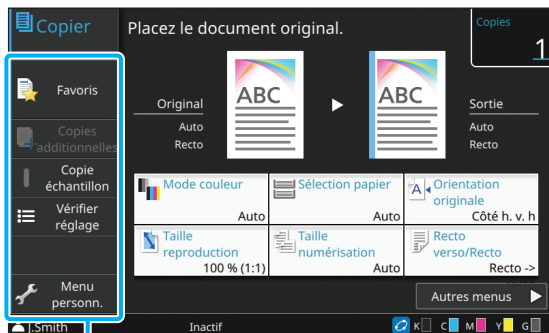 Copier
Placez le document original.
Copies
1
Favoris
Copies
additionnelles
Copie
échantillon
Vérifier
réglage
Menu
personn.
Original
Auto
Recto
ABC
ABC
Sortie
Auto
Recto
Mode couleur
Auto
Sélection papier
Auto
Orientation
originale
Côté h. v. h
Taille
reproduction
100 % (1:1)
Taille
numérisation
Auto
Recto
verso/Recto
Recto ->
Autres menus
J.Smith
Inactif
K C M Y G